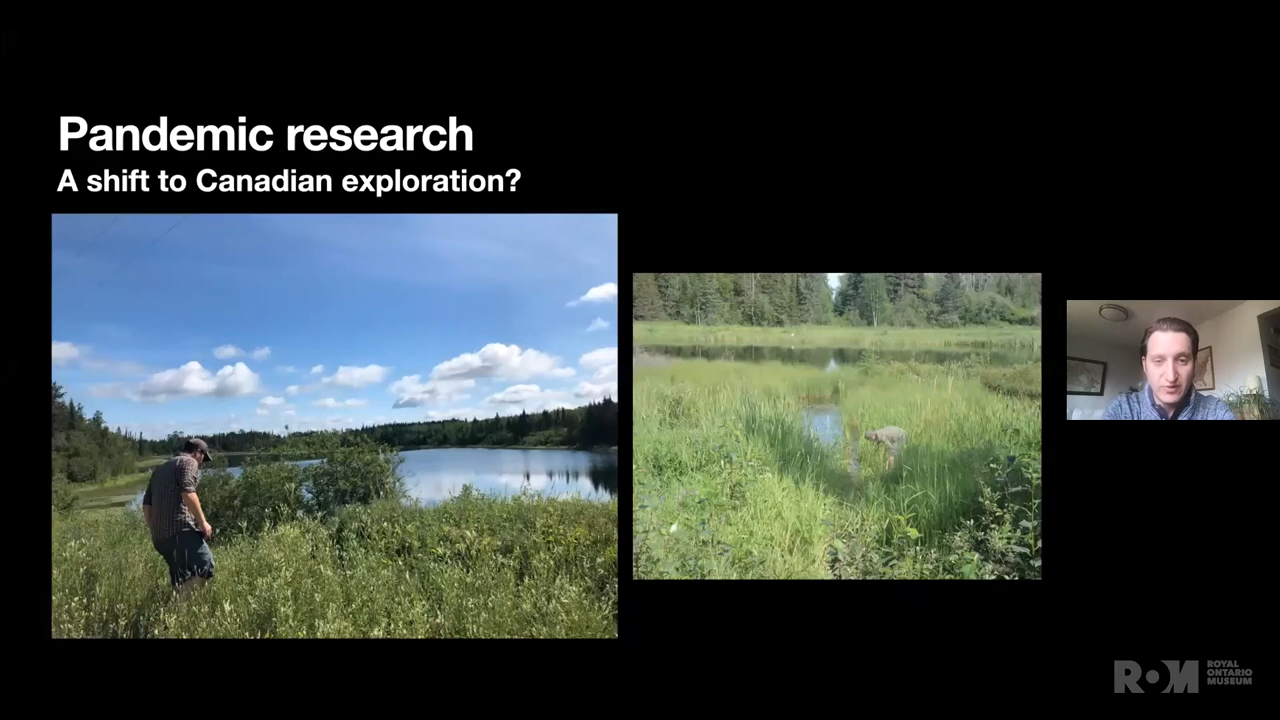 Pandemic research
A shift to Canadian exploration?
ROM
ROYAL
ONTARIO
MUSEUM